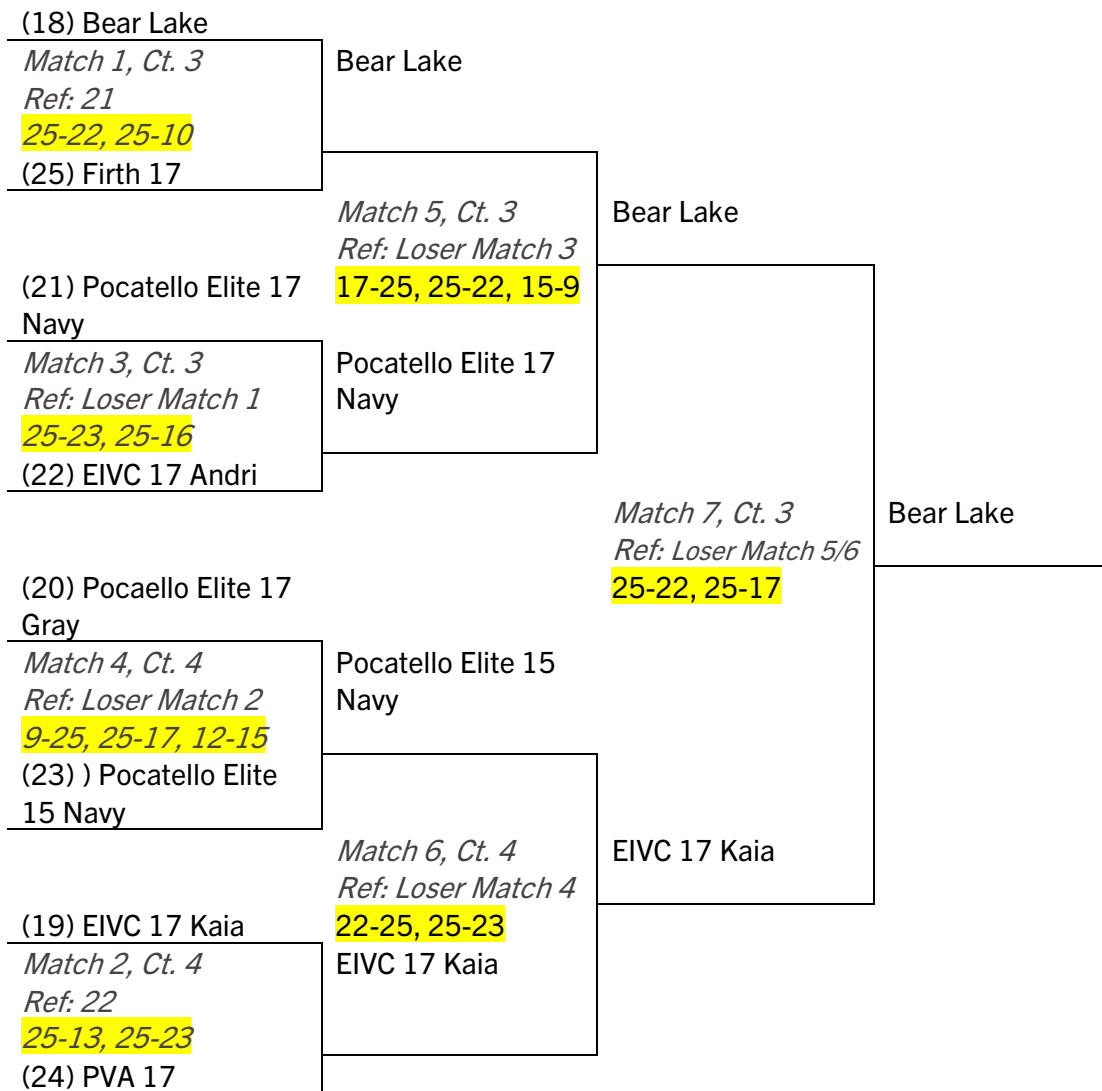 (18) Bear Lake
Match 1, Ct. 3
Ref: 21
25-22, 25-10
(25) Firth 17
Bear Lake
(21) Pocatello Elite 17
Navy
Match 3, Ct. 3
Ref: Loser Match 1
25-23, 25-16
(22) EIVC 17 Andri
Match 5, Ct. 3
Ref: Loser Match 3
17-25, 25-22, 15-9
Pocatello Elite 17
Navy
Bear Lake
(20) Pocaello Elite 17
Gray
Match 4, Ct. 4
Ref: Loser Match 2
9-25, 25-17, 12-15
(23) ) Pocatello Elite
15 Navy
Pocatello Elite 15
Navy
Match 7, Ct. 3
Ref: Loser Match 5/6
25-22, 25-17
Bear Lake
(19) EIVC 17 Kaia
Match 2, Ct. 4
Ref: 22
25-13, 25-23
(24) PVA 17
Match 6, Ct. 4
Ref: Loser Match 4
22-25, 25-23
EIVC 17 Kaia
EIVC 17 Kaia